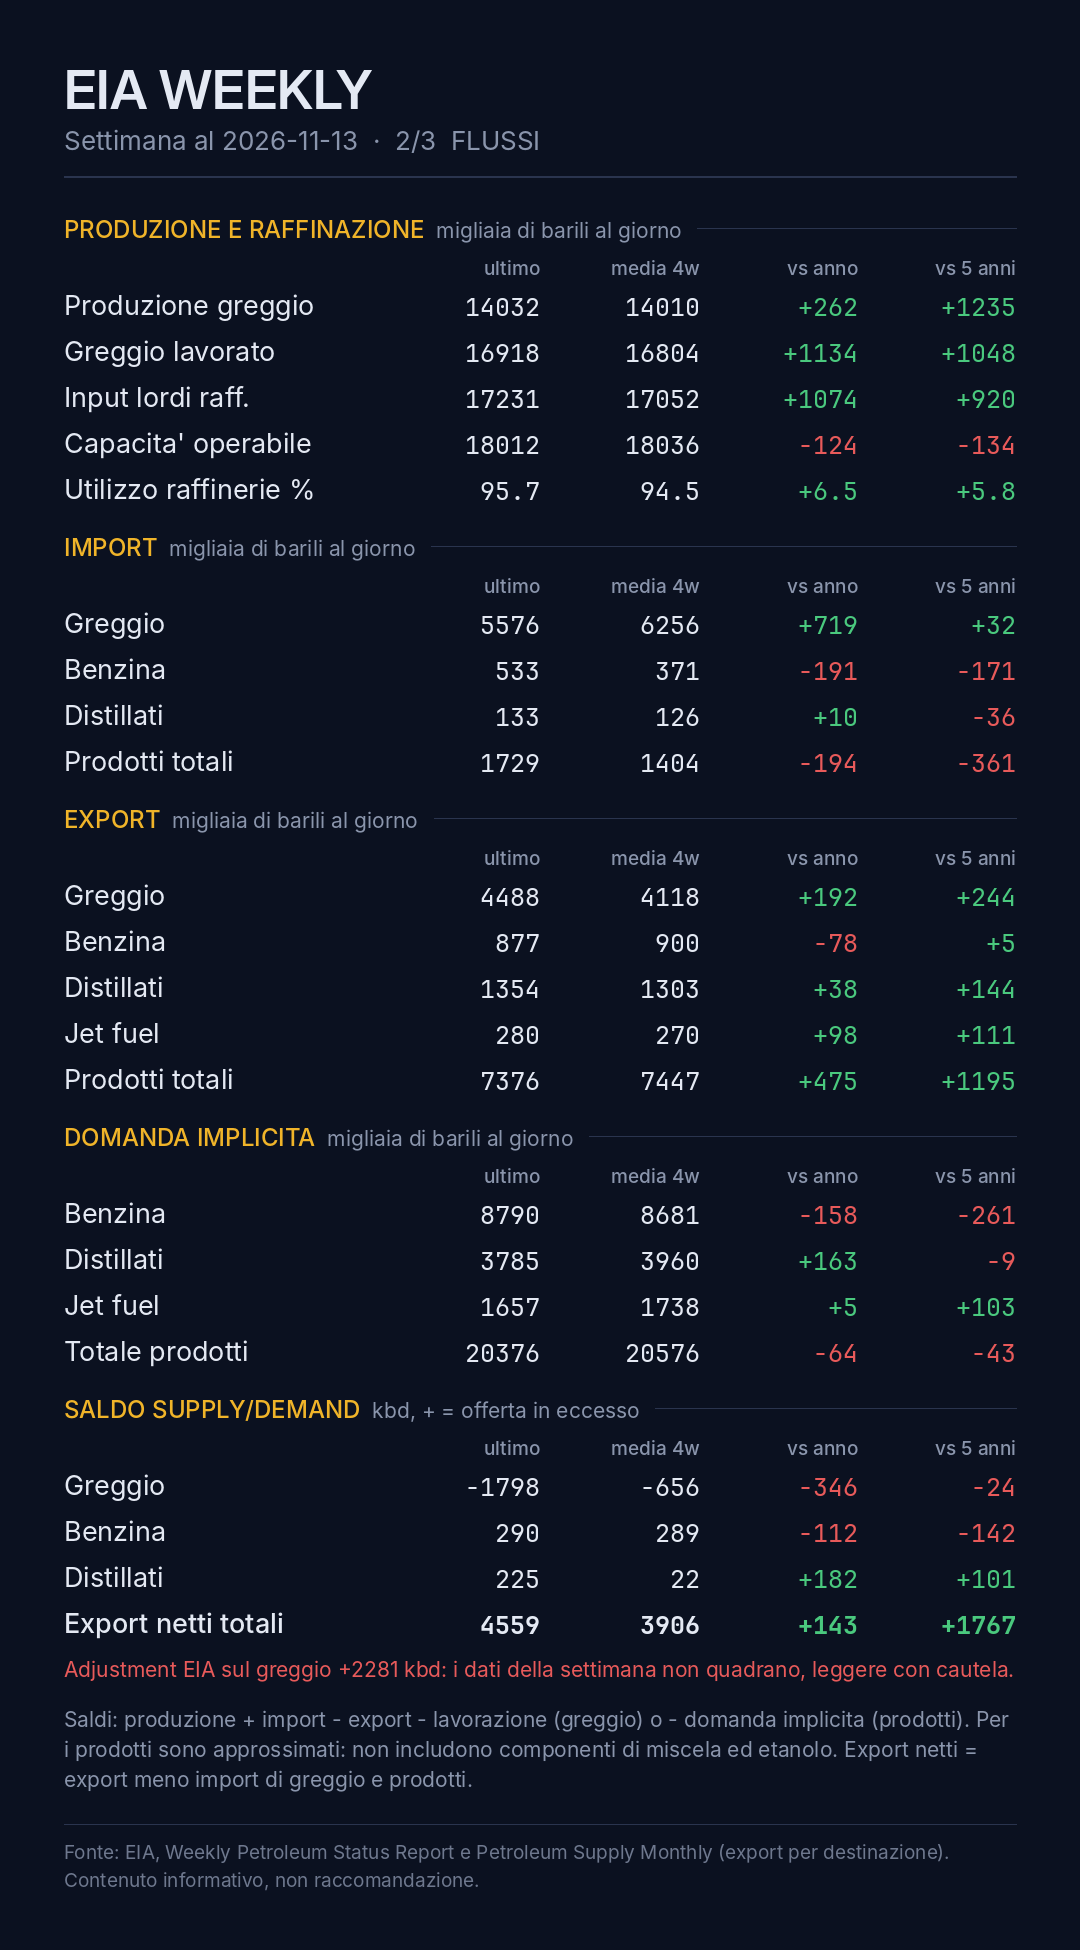 EIA WEEKLY
Settimana al 2026-11-13 · 2/3 FLUSSI
PRODUZIONE E RAFFINAZIONE migliaia di barili al giorno
ultimo media 4w vs anno vs 5 anni
Produzione greggio 14032 14010 +262 +1235
Greggio lavorato 16918 16804 +1134 +1048
Input lordi raff. 17231 17052 +1074 +920
Capacita' operabile 18012 18036 -124 -134
Utilizzo raffinerie % 95.7 94.5 +6.5 +5.8
IMPORT migliaia di barili al giorno
ultimo media 4w vs anno vs 5 anni
Greggio 5576 6256 +719 +32
Benzina 533 371 -191 -171
Distillati 133 126 +10 -36
Prodotti totali 1729 1404 -194 -361
EXPORT migliaia di barili al giorno
ultimo media 4w vs anno vs 5 anni
Greggio 4488 4118 +192 +244
Benzina 877 900 -78 +5
Distillati 1354 1303 +38 +144
Jet fuel 280 270 +98 +111
Prodotti totali 7376 7447 +475 +1195
DOMANDA IMPLICITA migliaia di barili al giorno
ultimo media 4w vs anno vs 5 anni
Benzina 8790 8681 -158 -261
Distillati 3785 3960 +163 -9
Jet fuel 1657 1738 +5 +103
Totale prodotti 20376 20576 -64 -43
SALDO SUPPLY/DEMAND kbd, + = offerta in eccesso
ultimo media 4w vs anno vs 5 anni
Greggio -1798 -656 -346 -24
Benzina 290 289 -112 -142
Distillati 225 22 +182 +101
Export netti totali 4559 3906 +143 +1767
Adjustment EIA sul greggio +2281 kbd: i dati della settimana non quadrano, leggere con cautela.
Saldi: produzione + import - export - lavorazione (greggio) o - domanda implicita (prodotti). Per
i prodotti sono approssimati: non includono componenti di miscela ed etanolo. Export netti =
export meno import di greggio e prodotti.
Fonte: EIA, Weekly Petroleum Status Report e Petroleum Supply Monthly (export per destinazione).
Contenuto informativo, non raccomandazione.